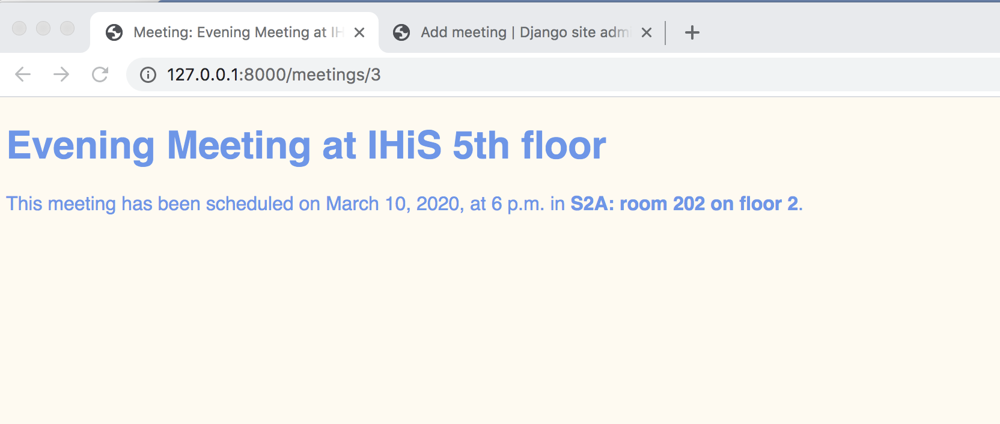 Meeting: Evening Meeting at IH
Add meeting | Django site adm
127.0.0.1:8000/meetings/3
Evening Meeting at IHiS 5th floor
This meeting has been scheduled on March 10, 2020, at 6 p.m. in S2A: room 202 on floor 2.